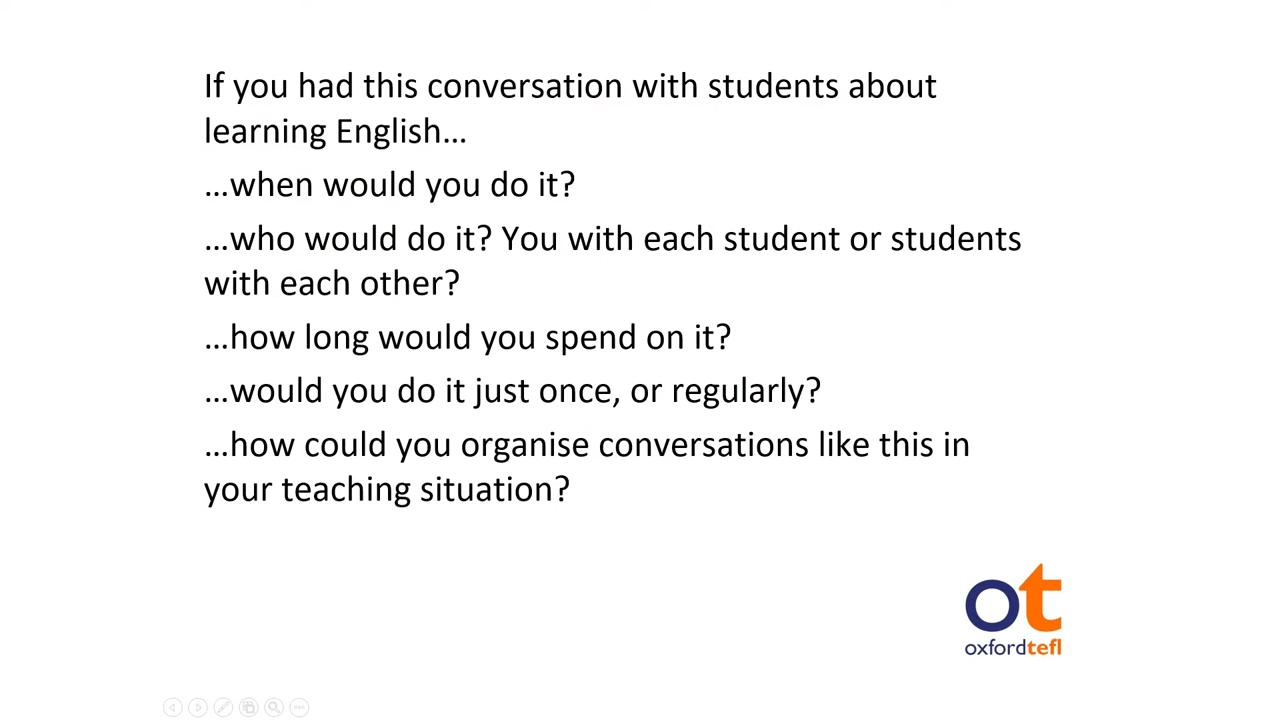 If you had this conversation with students about
learning English…
…when would you do it?
…who would do it? You with each student or students
with each other?
…how long would you spend on it?
…would you do it just once, or regularly?
…how could you organise conversations like this in
your teaching situation?
ot
oxfordtefl